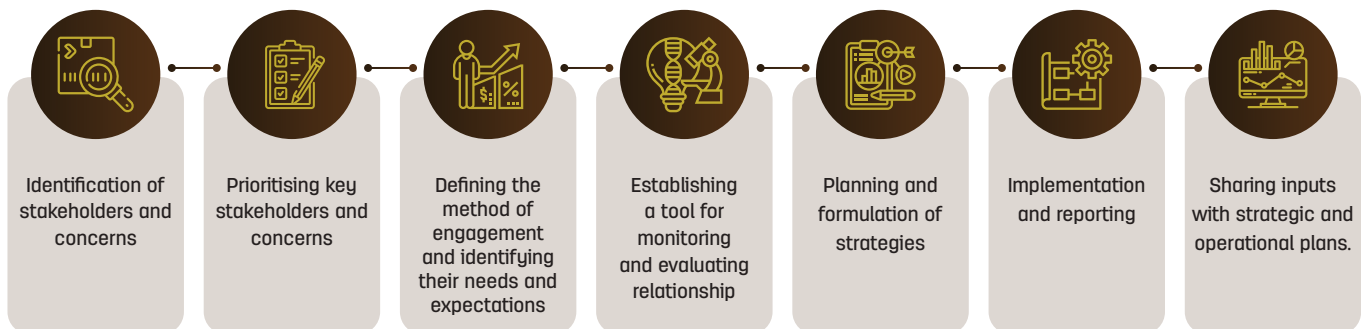 Identification of
stakeholders and
concerns
Prioritising key
stakeholders and
concerns
Defining the
method of
engagement
and identifying
their needs and
expectations
Establishing
a tool for
monitoring
and evaluating
relationship
Planning and
formulation of
strategies
Implementation
and reporting
Sharing inputs
with strategic and
operational plans.